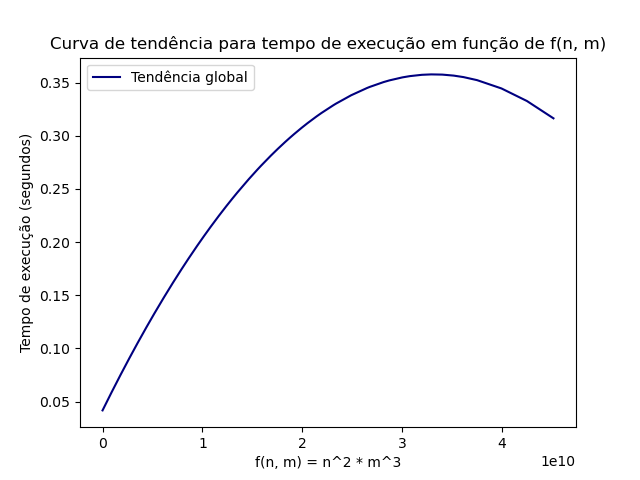 Curva de tendência para tempo de execução em função de f(n, m)
Tendência global
Tempo de execução (segundos)
0.35
0.30
0.25
0.20
0.15
0.10
0.05
0 1 2 3 4
1e10
f(n, m) = n^2 * m^3